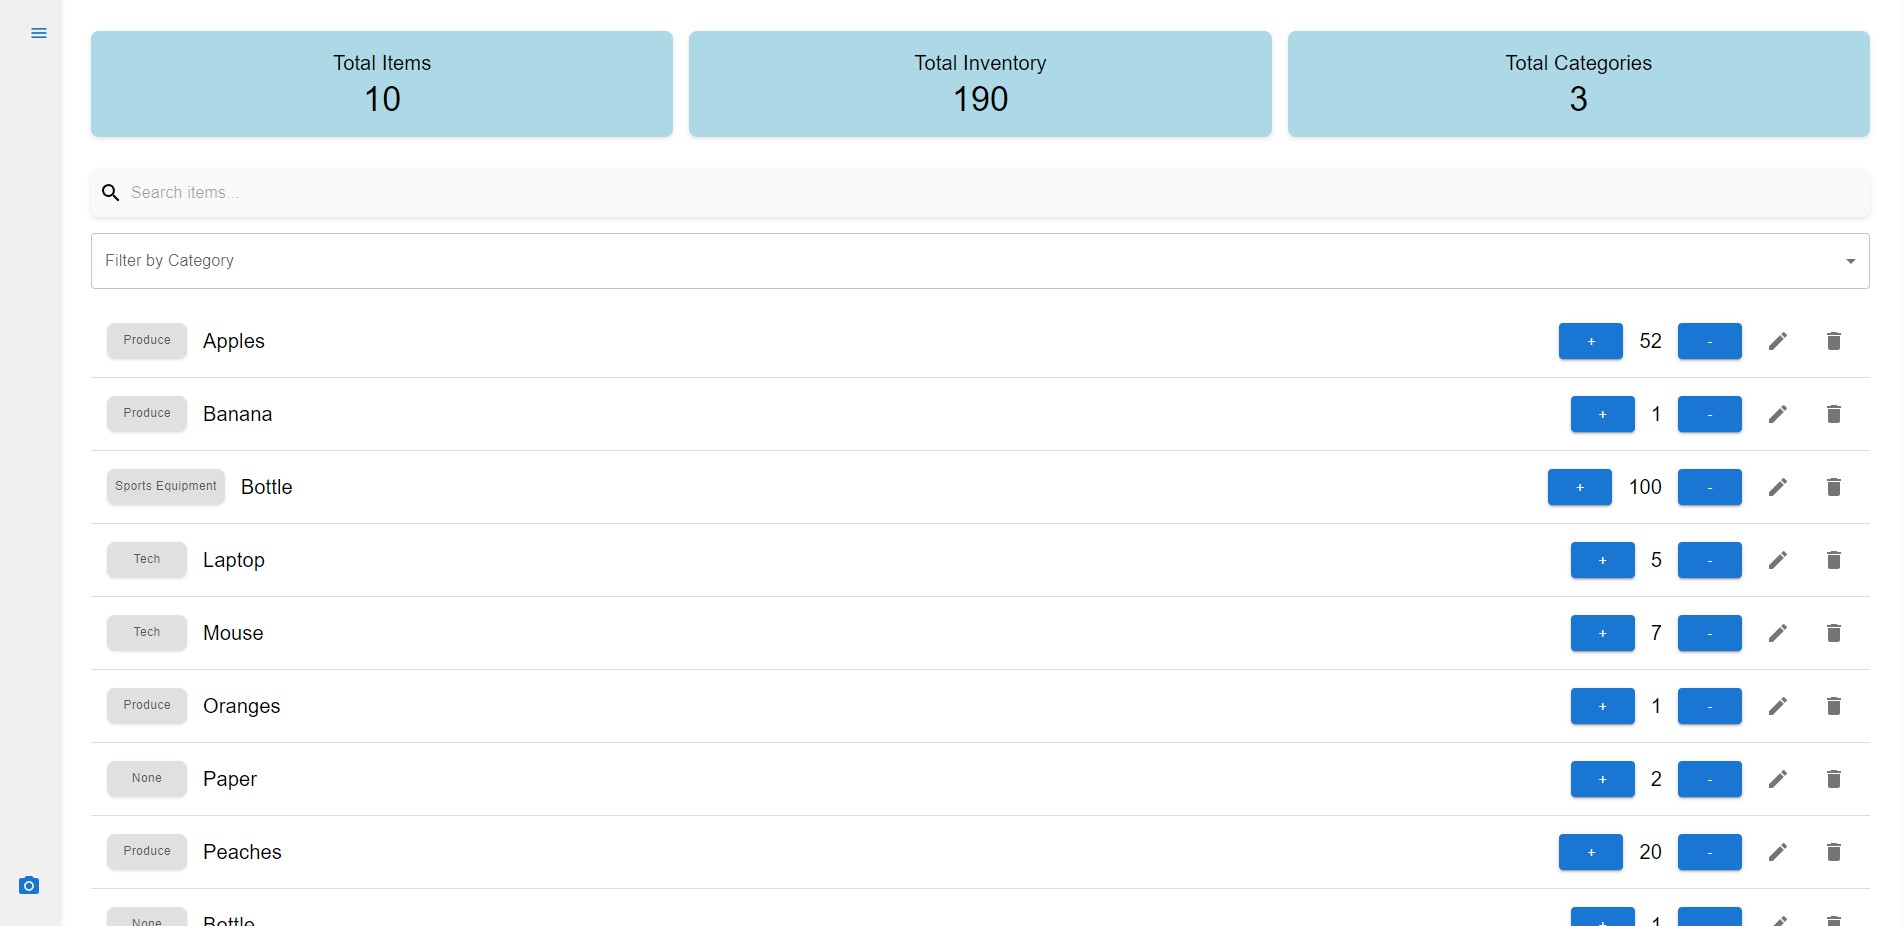 Total Items
10
Total Inventory
190
Total Categories
3
Search items...
Filter by Category
Produce Apples + 52 -
Produce Banana + 1 -
Sports Equipment Bottle + 100 -
Tech Laptop + 5 -
Tech Mouse + 7 -
Produce Oranges + 1 -
None Paper + 2 -
Produce Peaches + 20 -
None Bottle + 1